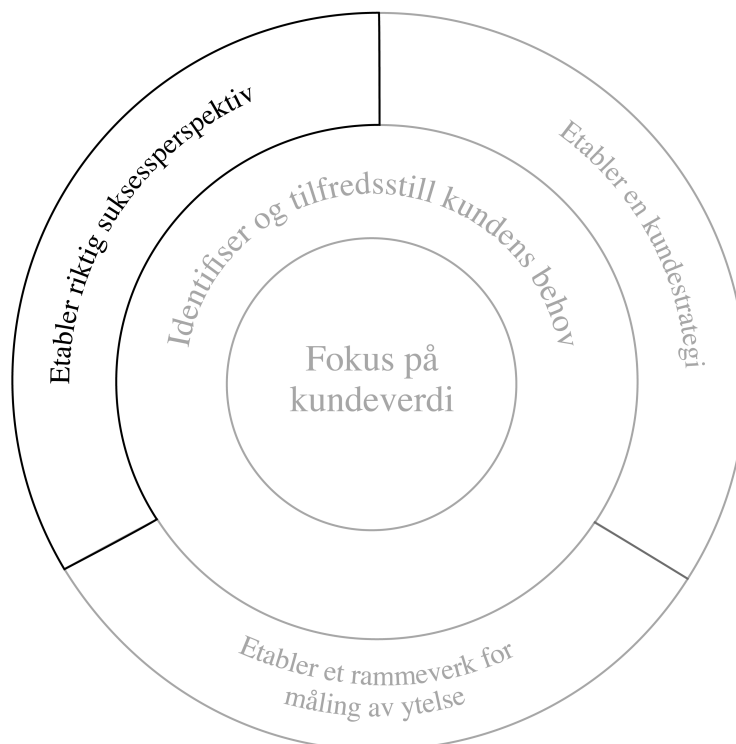 Etabler riktig suksessperspektiv
Etabler en kundestrategi
Identifiser og tilfredsstill kundens behov
Fokus på
kundeverdi
Etabler et rammeverk for
måling av ytelse